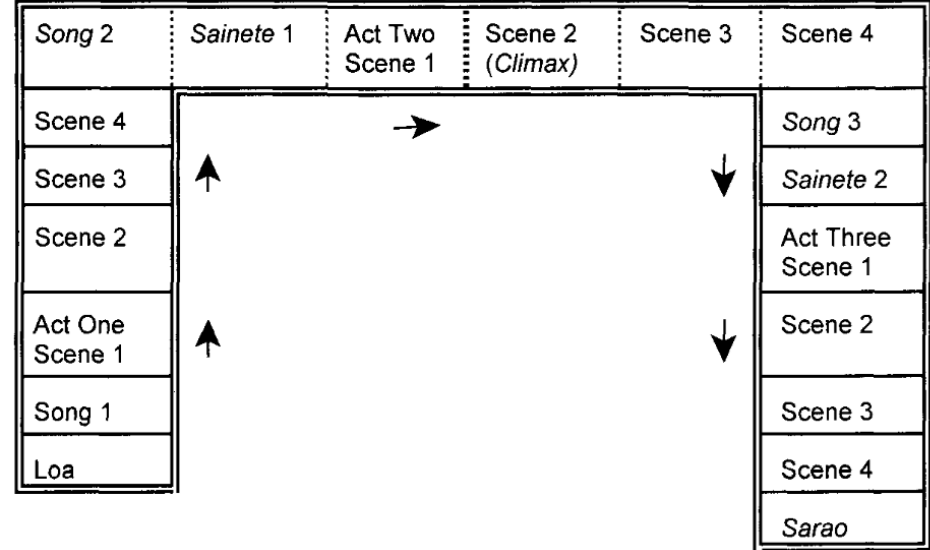 Song 2
Sainete 1
Act Two
Scene 1
Scene 2
(Climax)
Scene 3
Scene 4
Scene 4
Scene 3
Scene 2
Act One
Scene 1
Song 1
Loa
Song 3
Sainete 2
Act Three
Scene 1
Scene 2
Scene 3
Scene 4
Sarao